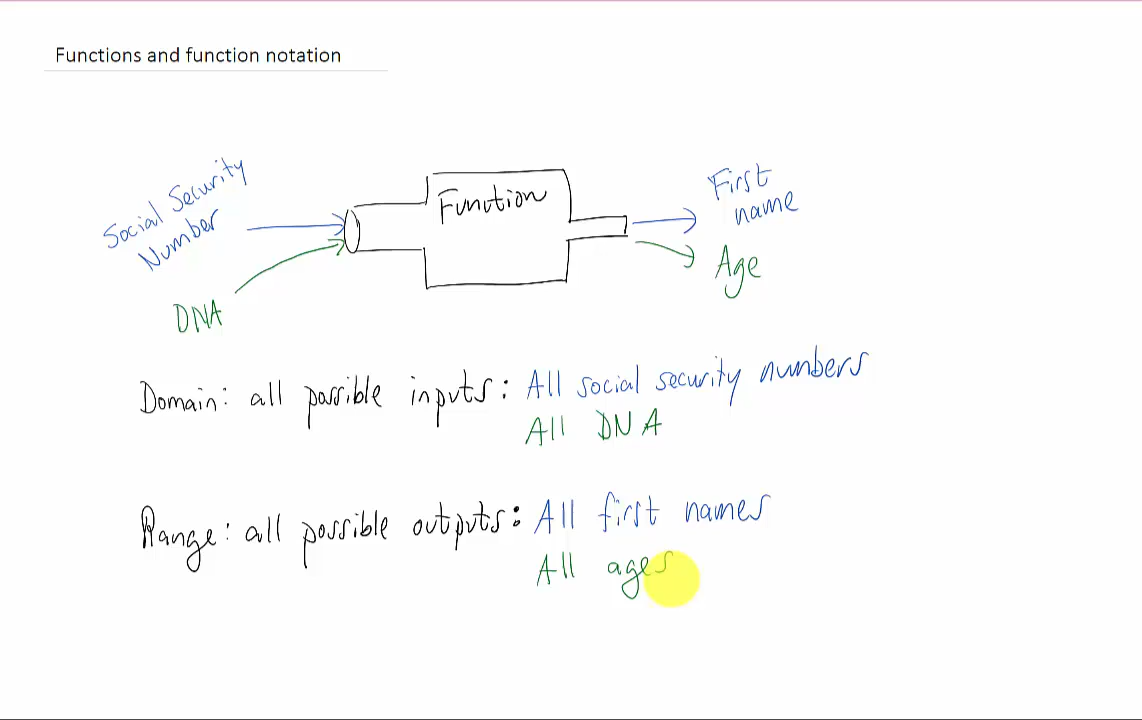 Functions and function notation
Social Security
Number
DNA
Function
First
name
Age
Domain: all possible inputs: All social security numbers
All DNA
Range: all possible outputs: All first names
All ages